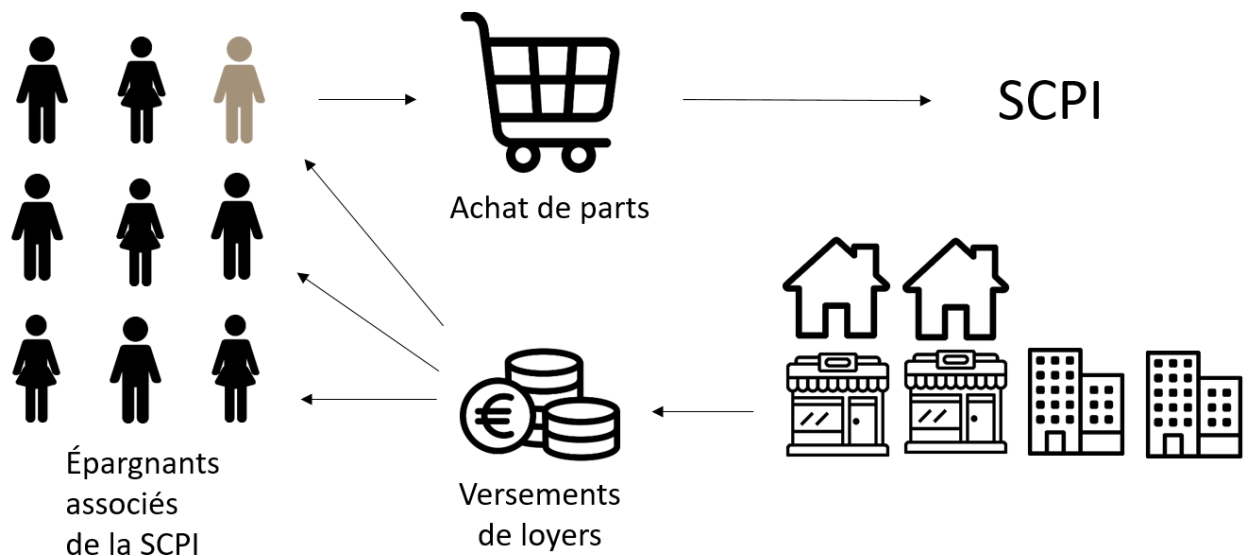 SCPI
Achat de parts
Épargnants
associés
de la SCPI
€
Versements
de loyers